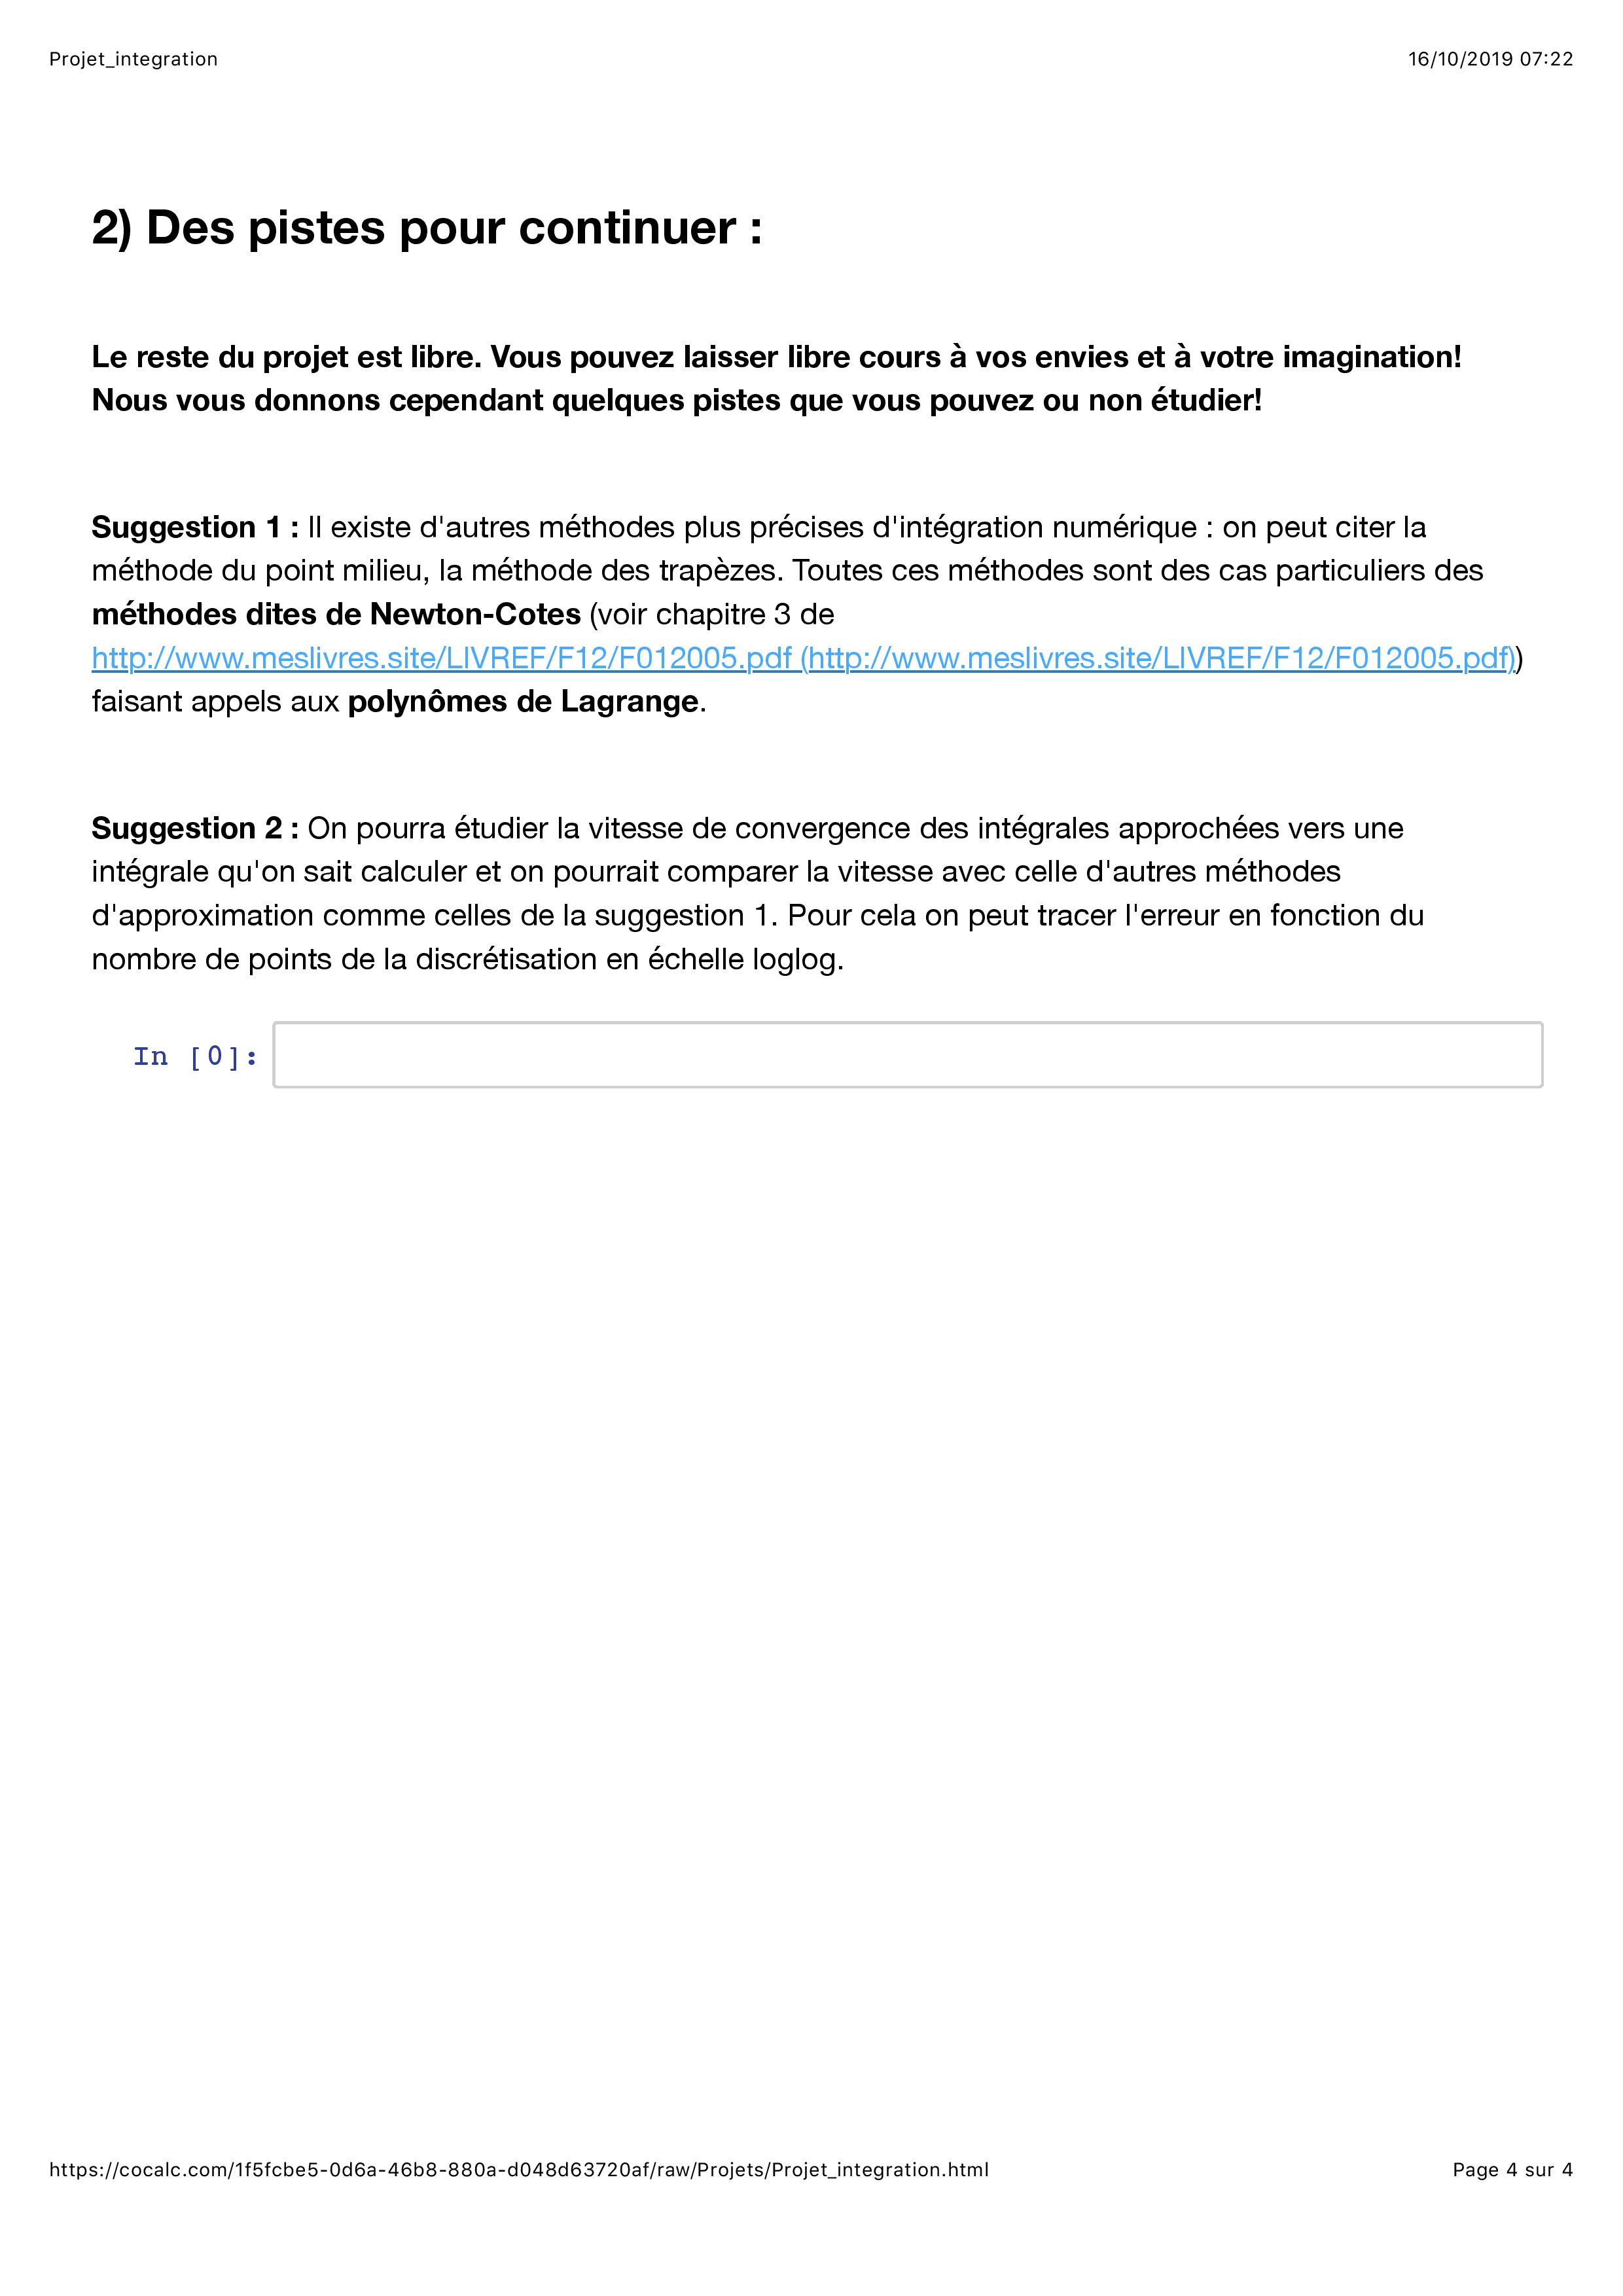 Projet_integration
16/10/2019 07:22
2) Des pistes pour continuer :
Le reste du projet est libre. Vous pouvez laisser libre cours à vos envies et à votre imagination!
Nous vous donnons cependant quelques pistes que vous pouvez ou non étudier!
Suggestion 1 : Il existe d'autres méthodes plus précises d'intégration numérique : on peut citer la
méthode du point milieu, la méthode des trapèzes. Toutes ces méthodes sont des cas particuliers des
méthodes dites de Newton-Cotes (voir chapitre 3 de
http://www.meslivres.site/LIVREF/F12/F012005.pdf (http://www.meslivres.site/LIVREF/F12/F012005.pdf))
faisant appels aux polynômes de Lagrange.
Suggestion 2 : On pourra étudier la vitesse de convergence des intégrales approchées vers une
intégrale qu'on sait calculer et on pourrait comparer la vitesse avec celle d'autres méthodes
d'approximation comme celles de la suggestion 1. Pour cela on peut tracer l'erreur en fonction du
nombre de points de la discrétisation en échelle loglog.
In [0]:
https://cocalc.com/1f5fcbe5-0d6a-46b8-880a-d048d63720af/raw/Projets/Projet_integration.html
Page 4 sur 4